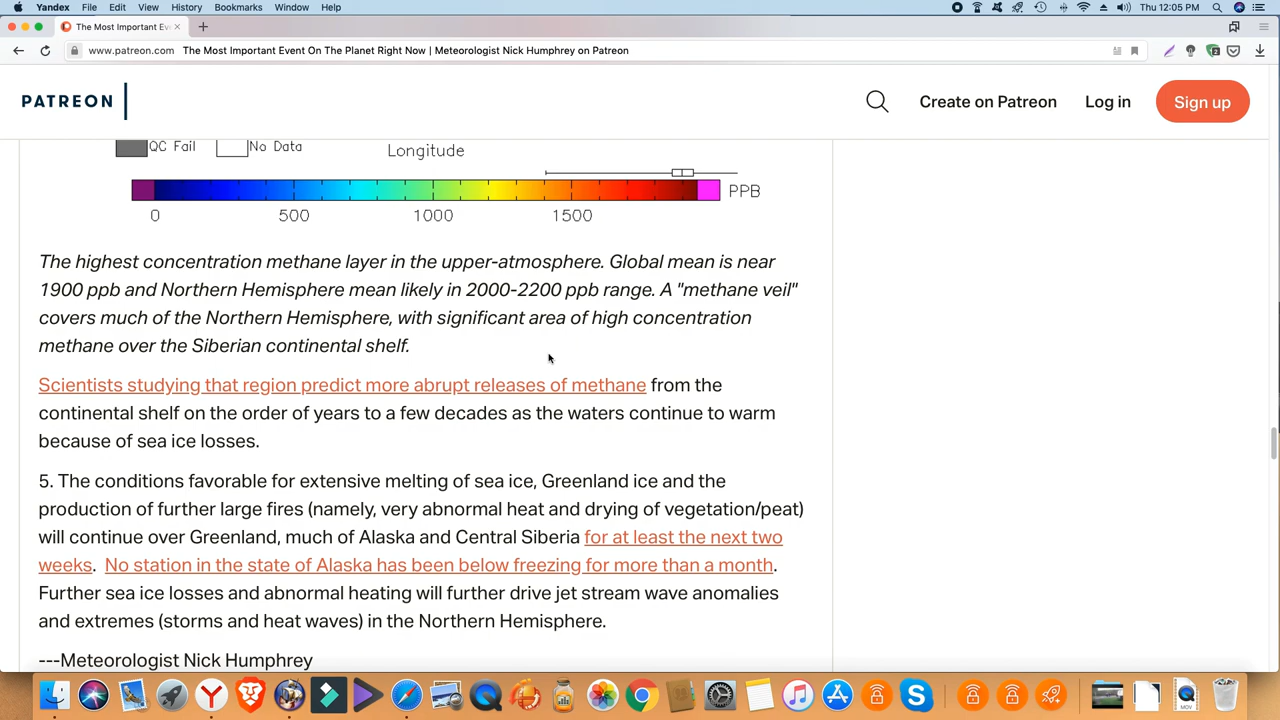 Yandex File Edit View History Bookmarks Window Help Thu 12:05 PM
The Most Important Ev
www.patreon.com The Most Important Event On The Planet Right Now | Meteorologist Nick Humphrey on Patreon
PATREON Create on Patreon Log in Sign up
QC Fail No Data Longitude
PPB
0 500 1000 1500
The highest concentration methane layer in the upper-atmosphere. Global mean is near
1900 ppb and Northern Hemisphere mean likely in 2000-2200 ppb range. A "methane veil"
covers much of the Northern Hemisphere, with significant area of high concentration
methane over the Siberian continental shelf.
Scientists studying that region predict more abrupt releases of methane from the
continental shelf on the order of years to a few decades as the waters continue to warm
because of sea ice losses.
5. The conditions favorable for extensive melting of sea ice, Greenland ice and the
production of further large fires (namely, very abnormal heat and drying of vegetation/peat)
will continue over Greenland, much of Alaska and Central Siberia for at least the next two
weeks. No station in the state of Alaska has been below freezing for more than a month.
Further sea ice losses and abnormal heating will further drive jet stream wave anomalies
and extremes (storms and heat waves) in the Northern Hemisphere.
---Meteorologist Nick Humphrey